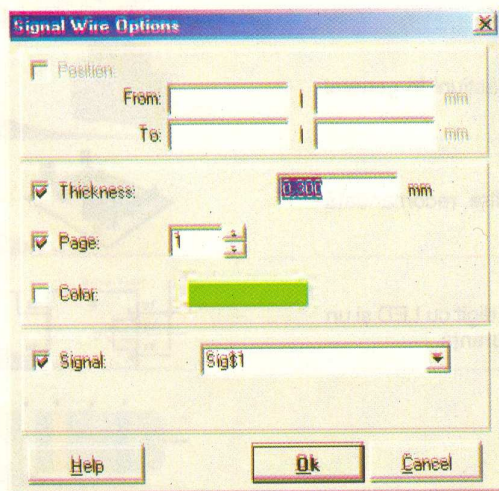 Signal Wire Options
Position:
From: | mm
To: | mm
Thickness: 0.300 mm
Page: 1
Color:
Signal: Sig$1
Help Ok Cancel